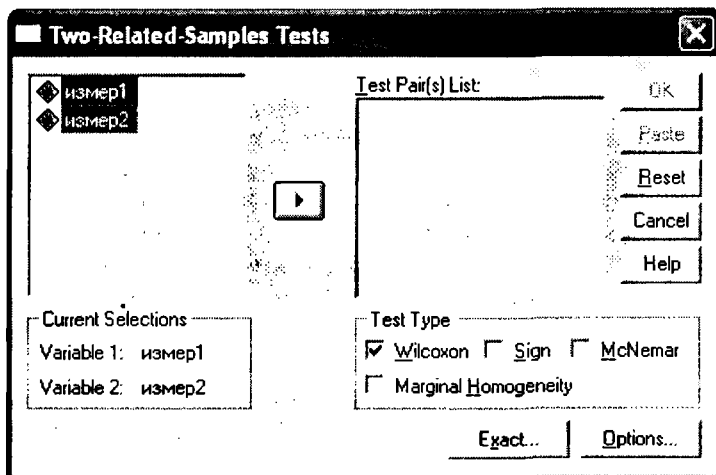 Two-Related-Samples Tests
измер1
измер2
Test Pair(s) List:
OK
Paste
Reset
Cancel
Help
Current Selections
Variable 1: измер1
Variable 2: измер2
Test Type
Wilcoxon Sign McNemar
Marginal Homogeneity
Exact... Options...